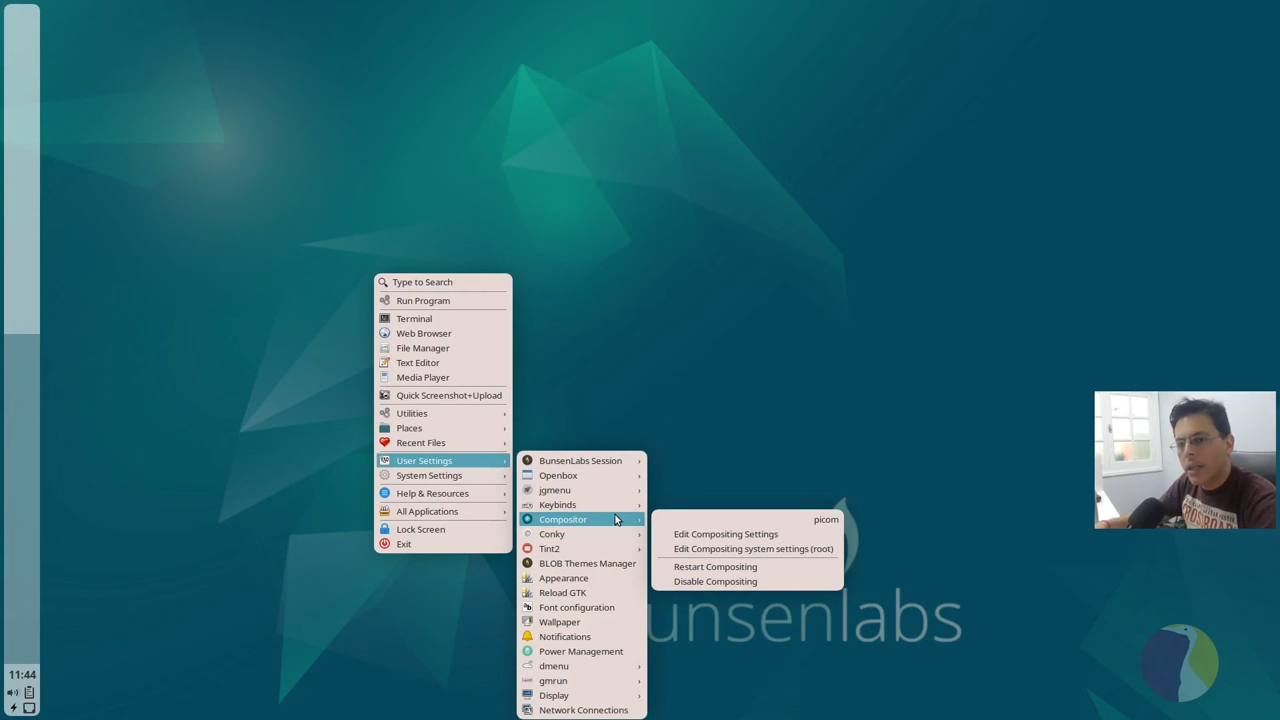 Type to Search
Run Program
Terminal
Web Browser
File Manager
Text Editor
Media Player
Quick Screenshot+Upload
Utilities
Places
Recent Files
User Settings
System Settings
Help & Resources
All Applications
Lock Screen
Exit
BunsenLabs Session
Openbox
jgmenu
Keybinds
Compositor
Conky
Tint2
BLOB Themes Manager
Appearance
Reload GTK
Font configuration
Wallpaper
Notifications
Power Management
dmenu
gmrun
Display
Network Connections
picom
Edit Compositing Settings
Edit Compositing system settings (root)
Restart Compositing
Disable Compositing
unsenlabs
11:44